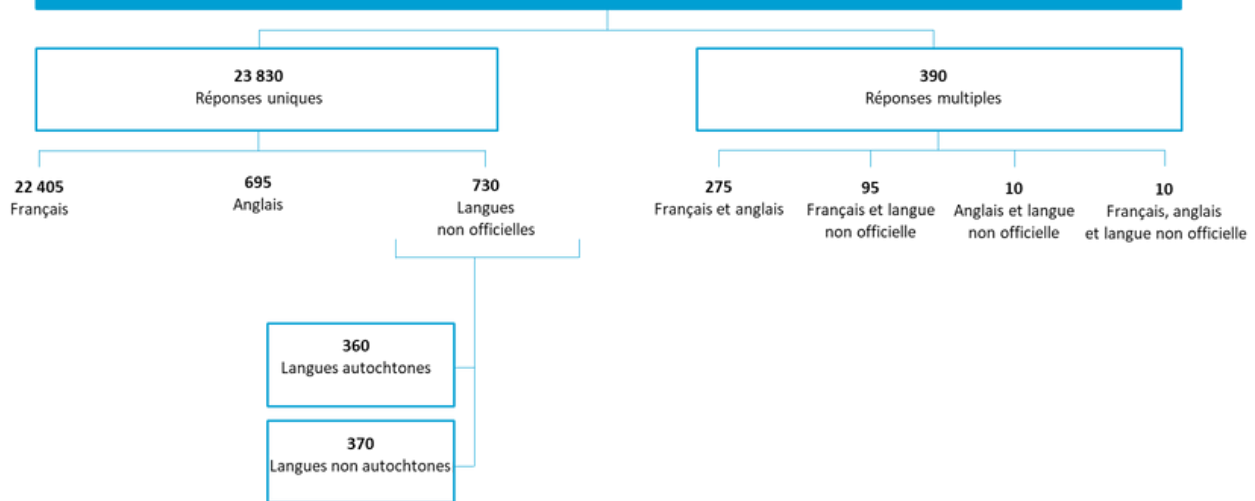 23 830
Réponses uniques
390
Réponses multiples
22 405
Français
695
Anglais
730
Langues
non officielles
275
Français et anglais
95
Français et langue
non officielle
10
Anglais et langue
non officielle
10
Français, anglais
et langue non officielle
360
Langues autochtones
370
Langues non autochtones